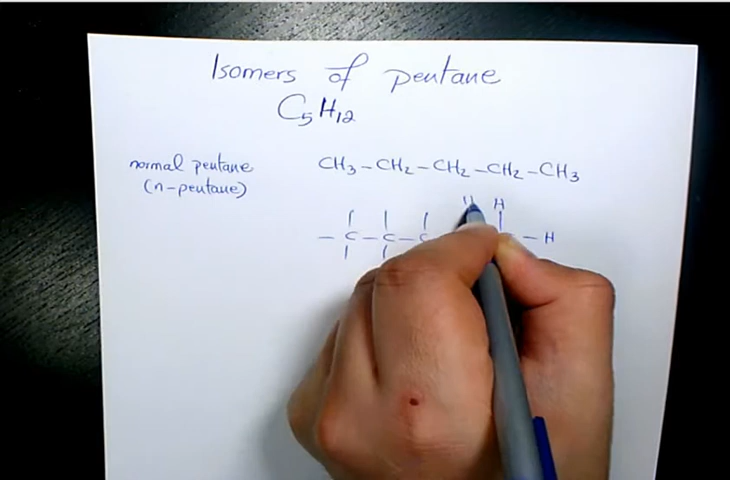 Isomers of pentane
C₅H₁₂
normal pentane
(n-pentane)
CH₃-CH₂-CH₂-CH₂-CH₃
H H
-C-C-C -H